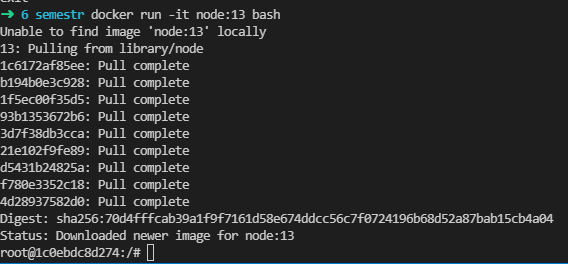 ➜ 6 semestr docker run -it node:13 bash
Unable to find image 'node:13' locally
13: Pulling from library/node
1c6172af85ee: Pull complete
b194b0e3c928: Pull complete
1f5ec00f35d5: Pull complete
93b1353672b6: Pull complete
3d7f38db3cca: Pull complete
21e102f9fe89: Pull complete
d5431b24825a: Pull complete
f780e3352c18: Pull complete
4d28937582d0: Pull complete
Digest: sha256:70d4fffcab39a1f9f7161d58e674ddcc56c7f0724196b68d52a87bab15cb4a04
Status: Downloaded newer image for node:13
root@1c0ebdc8d274:/#